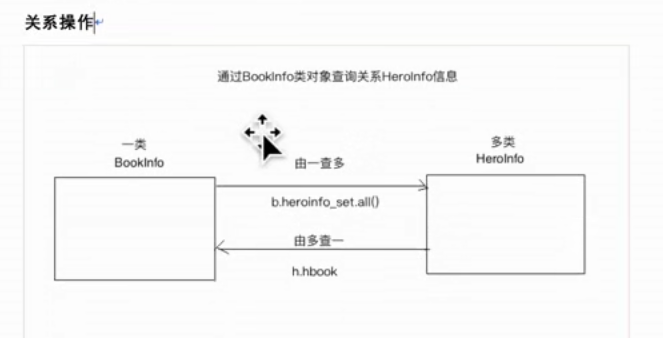 关系操作
通过BookInfo类对象查询关系HeroInfo信息
一类
BookInfo
多类
HeroInfo
由一查多
b.heroinfo_set.all()
由多查一
h.hbook